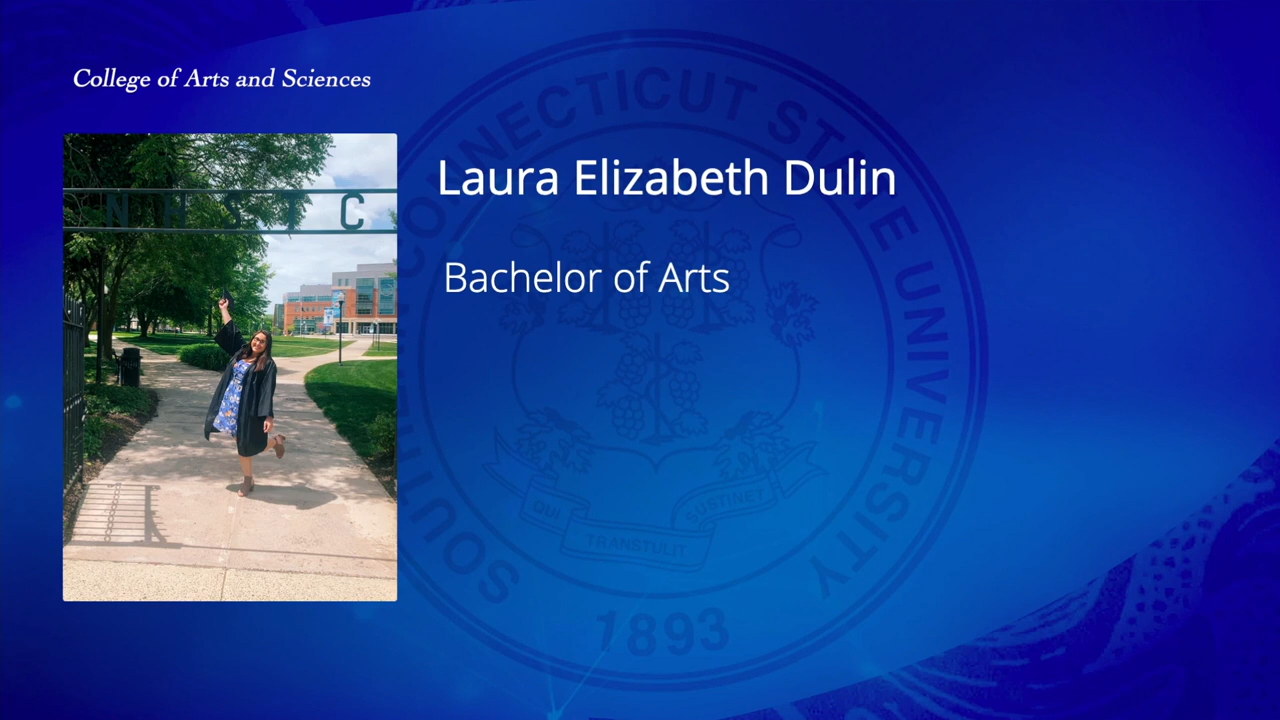 College of Arts and Sciences
NHSTC
Laura Elizabeth Dulin
Bachelor of Arts
SOUTHERN CONNECTICUT STATE UNIVERSITY
QUI TRANSTULIT SUSTINET
1893